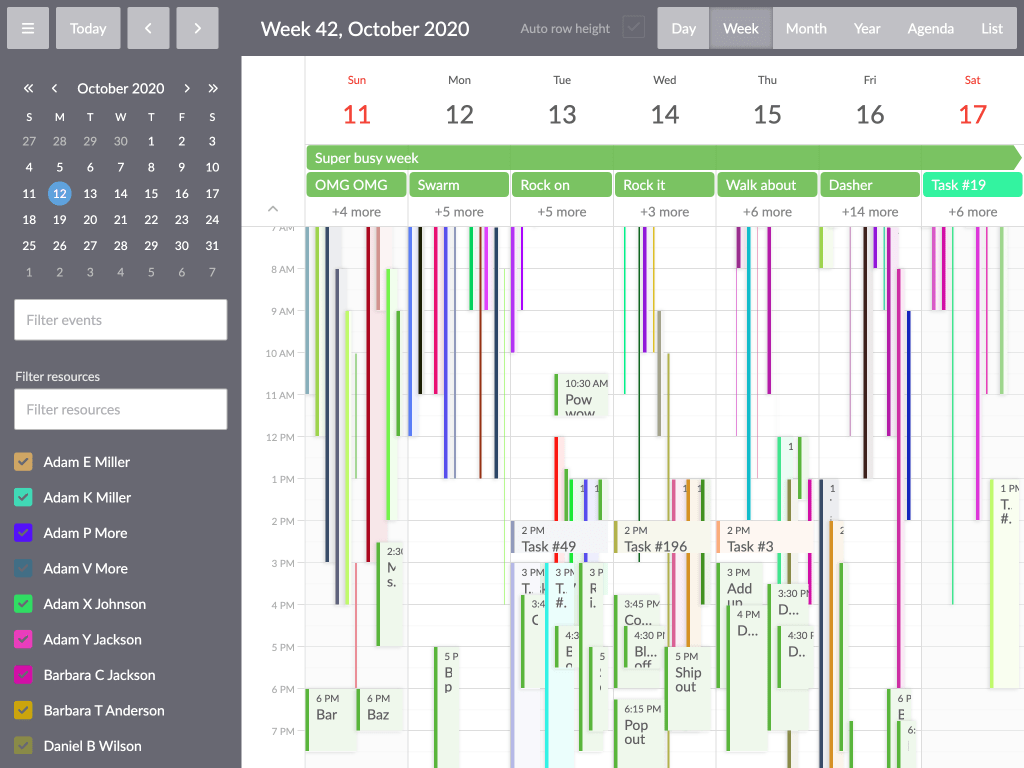 Today
Week 42, October 2020
Auto row height
Day Week Month Year Agenda List
October 2020
S M T W T F S
27 28 29 30 1 2 3
4 5 6 7 8 9 10
11 12 13 14 15 16 17
18 19 20 21 22 23 24
25 26 27 28 29 30 31
1 2 3 4 5 6 7
Filter events
Filter resources
Filter resources
Adam E Miller
Adam K Miller
Adam P More
Adam V More
Adam X Johnson
Adam Y Jackson
Barbara C Jackson
Barbara T Anderson
Daniel B Wilson
Sun Mon Tue Wed Thu Fri Sat
11 12 13 14 15 16 17
Super busy week
OMG OMG Swarm Rock on Rock it Walk about Dasher Task #19
+4 more +5 more +5 more +3 more +6 more +14 more +6 more
7 AM
8 AM
9 AM
10 AM
11 AM
12 PM
1 PM
2 PM
3 PM
4 PM
5 PM
6 PM
7 PM
2:30
6 PM
Bar
6 PM
Baz
5 P
B
p
10:30 AM
Pow
wow
2 PM
Task #49
3 PM
3 P
R
i.
2 PM
Task #196
3:45 PM
Co...
4:30 PM
Bl...
off
5 PM
Ship
out
6:15 PM
Pop
out
2 PM
Task #3
3 PM
Add
up
4 PM
D...
3:30 PM
D...
4:30 P
D..
1 PM
T..
#.